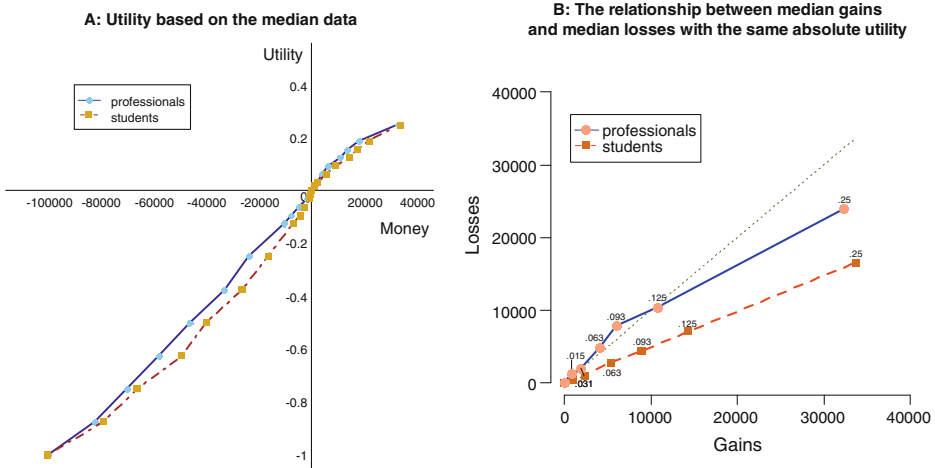 A: Utility based on the median data
Utility
0.4
professionals
students
0.2
0
-100000 -80000 -60000 -40000 -20000 20000 40000
Money
-0.2
-0.4
-0.6
-0.8
-1
B: The relationship between median gains
and median losses with the same absolute utility
40000
professionals
students
30000
.25
Losses
20000
.25
.125
10000
.093
.125
.063
.093
.015
.063
.031
0
0 10000 20000 30000 40000
Gains